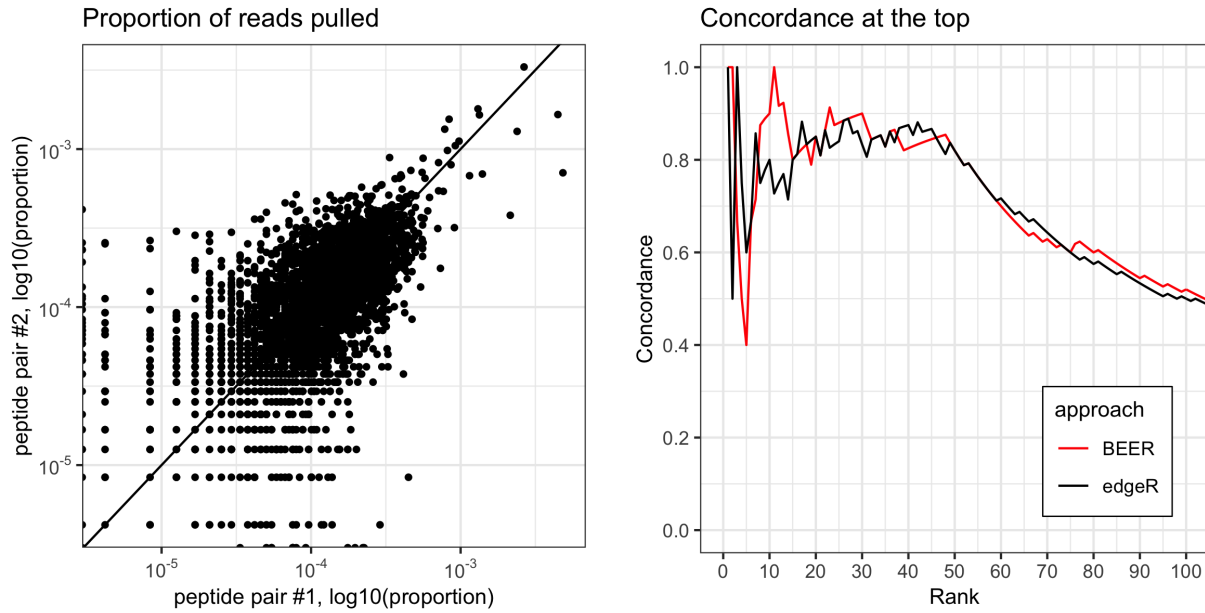 Proportion of reads pulled
peptide pair #2, log10(proportion)
10-3
10-4
10-5
10-5
10-4
10-3
peptide pair #1, log10(proportion)
Concordance at the top
Concordance
1.0
0.8
0.6
0.4
0.2
0.0
approach
BEER
edgeR
0 10 20 30 40 50 60 70 80 90 100
Rank